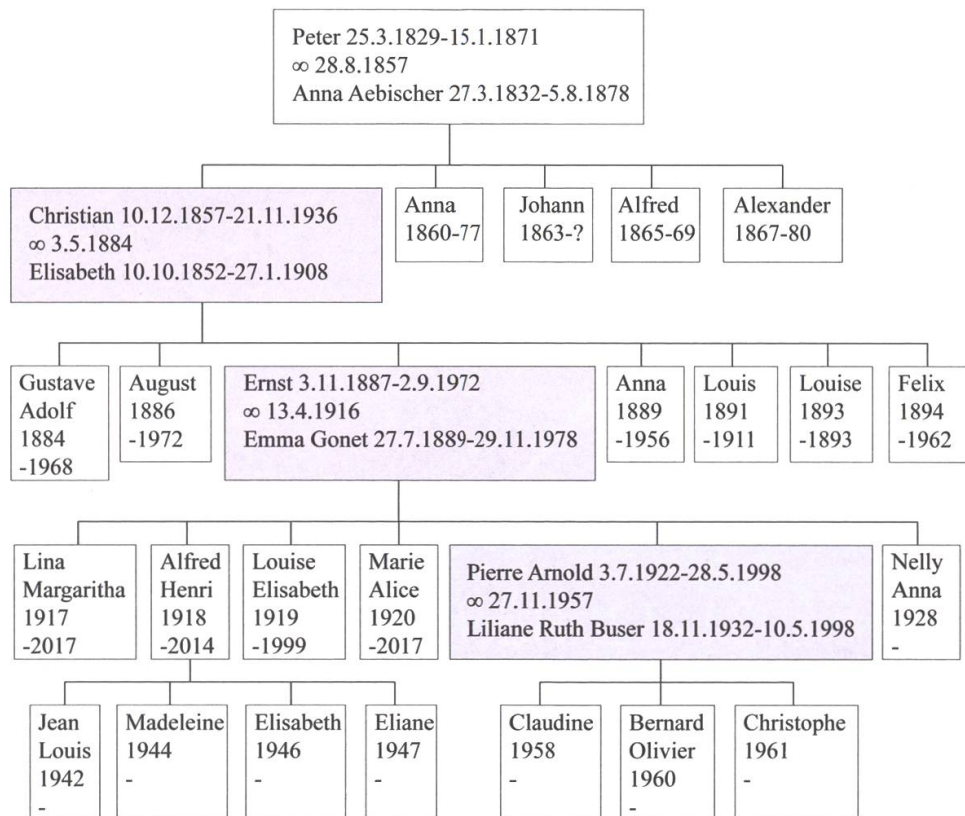 Peter 25.3.1829-15.1.1871
∞ 28.8.1857
Anna Aebischer 27.3.1832-5.8.1878
Christian 10.12.1857-21.11.1936
∞ 3.5.1884
Elisabeth 10.10.1852-27.1.1908
Anna
1860-77
Johann
1863-?
Alfred
1865-69
Alexander
1867-80
Gustave
Adolf
1884
-1968
August
1886
-1972
Ernst 3.11.1887-2.9.1972
∞ 13.4.1916
Emma Gonet 27.7.1889-29.11.1978
Anna
1889
-1956
Louis
1891
-1911
Louise
1893
-1893
Felix
1894
-1962
Lina
Margaritha
1917
-2017
Alfred
Henri
1918
-2014
Louise
Elisabeth
1919
-1999
Marie
Alice
1920
-2017
Pierre Arnold 3.7.1922-28.5.1998
∞ 27.11.1957
Liliane Ruth Buser 18.11.1932-10.5.1998
Nelly
Anna
1928
-
Jean
Louis
1942
-
Madeleine
1944
-
Elisabeth
1946
-
Eliane
1947
-
Claudine
1958
-
Bernard
Olivier
1960
-
Christophe
1961
-